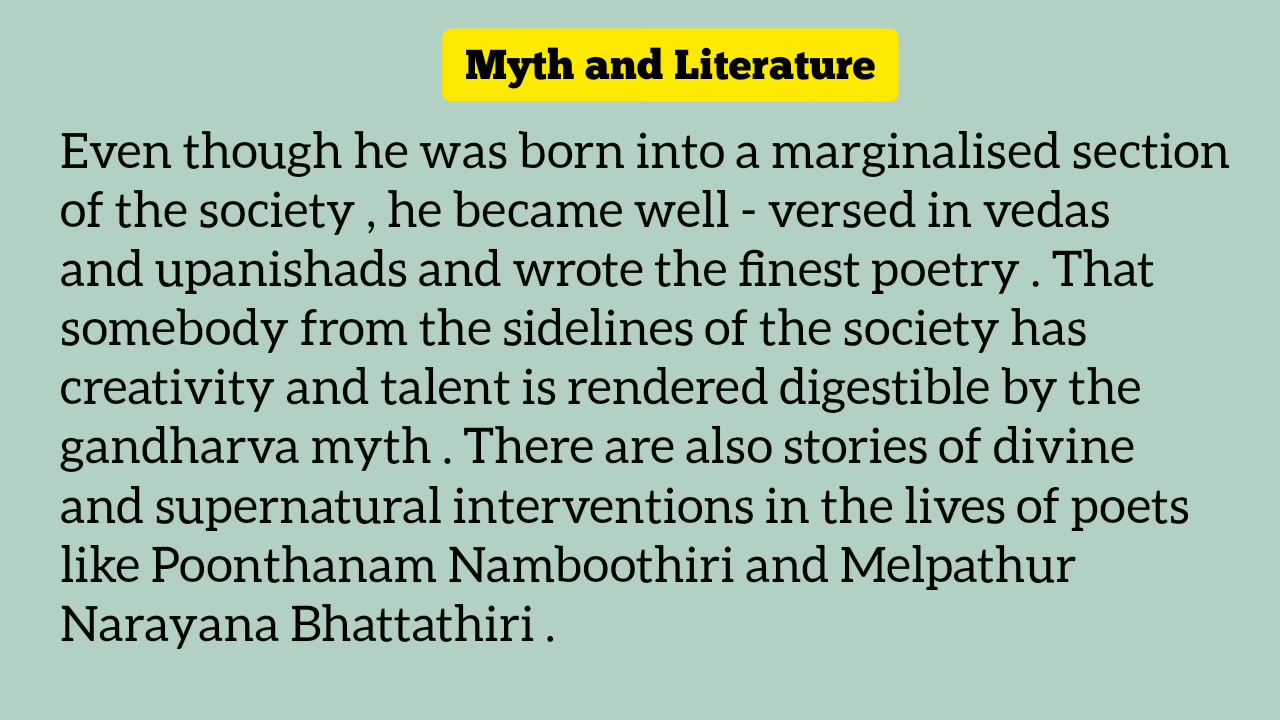 Myth and Literature
Even though he was born into a marginalised section
of the society , he became well - versed in vedas
and upanishads and wrote the finest poetry . That
somebody from the sidelines of the society has
creativity and talent is rendered digestible by the
gandharva myth . There are also stories of divine
and supernatural interventions in the lives of poets
like Poonthanam Namboothiri and Melpathur
Narayana Bhattathiri .